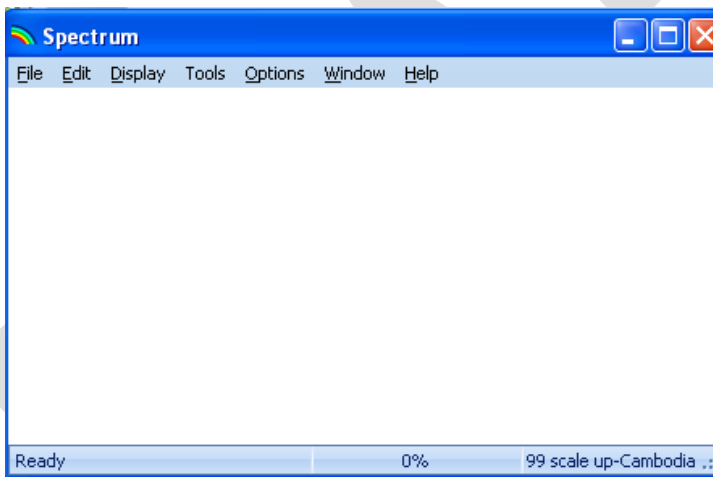 Spectrum
File Edit Display Tools Options Window Help
Ready 0% 99 scale up-Cambodia